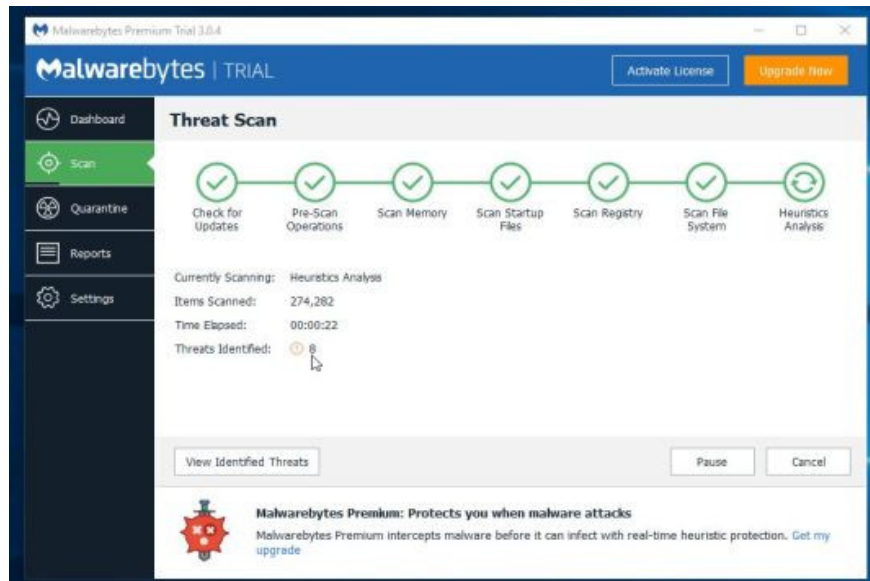 Malwarebytes Premium Trial 3.0.4
Malwarebytes | TRIAL
Activate License
Upgrade Now
Dashboard
Scan
Quarantine
Reports
Settings
Threat Scan
Check for
Updates
Pre-Scan
Operations
Scan Memory
Scan Startup
Files
Scan Registry
Scan File
System
Heuristics
Analysis
Currently Scanning: Heuristics Analysis
Items Scanned: 274,282
Time Elapsed: 00:00:22
Threats Identified: 8
View Identified Threats
Pause
Cancel
Malwarebytes Premium: Protects you when malware attacks
Malwarebytes Premium intercepts malware before it can infect with real-time heuristic protection. Get my
upgrade